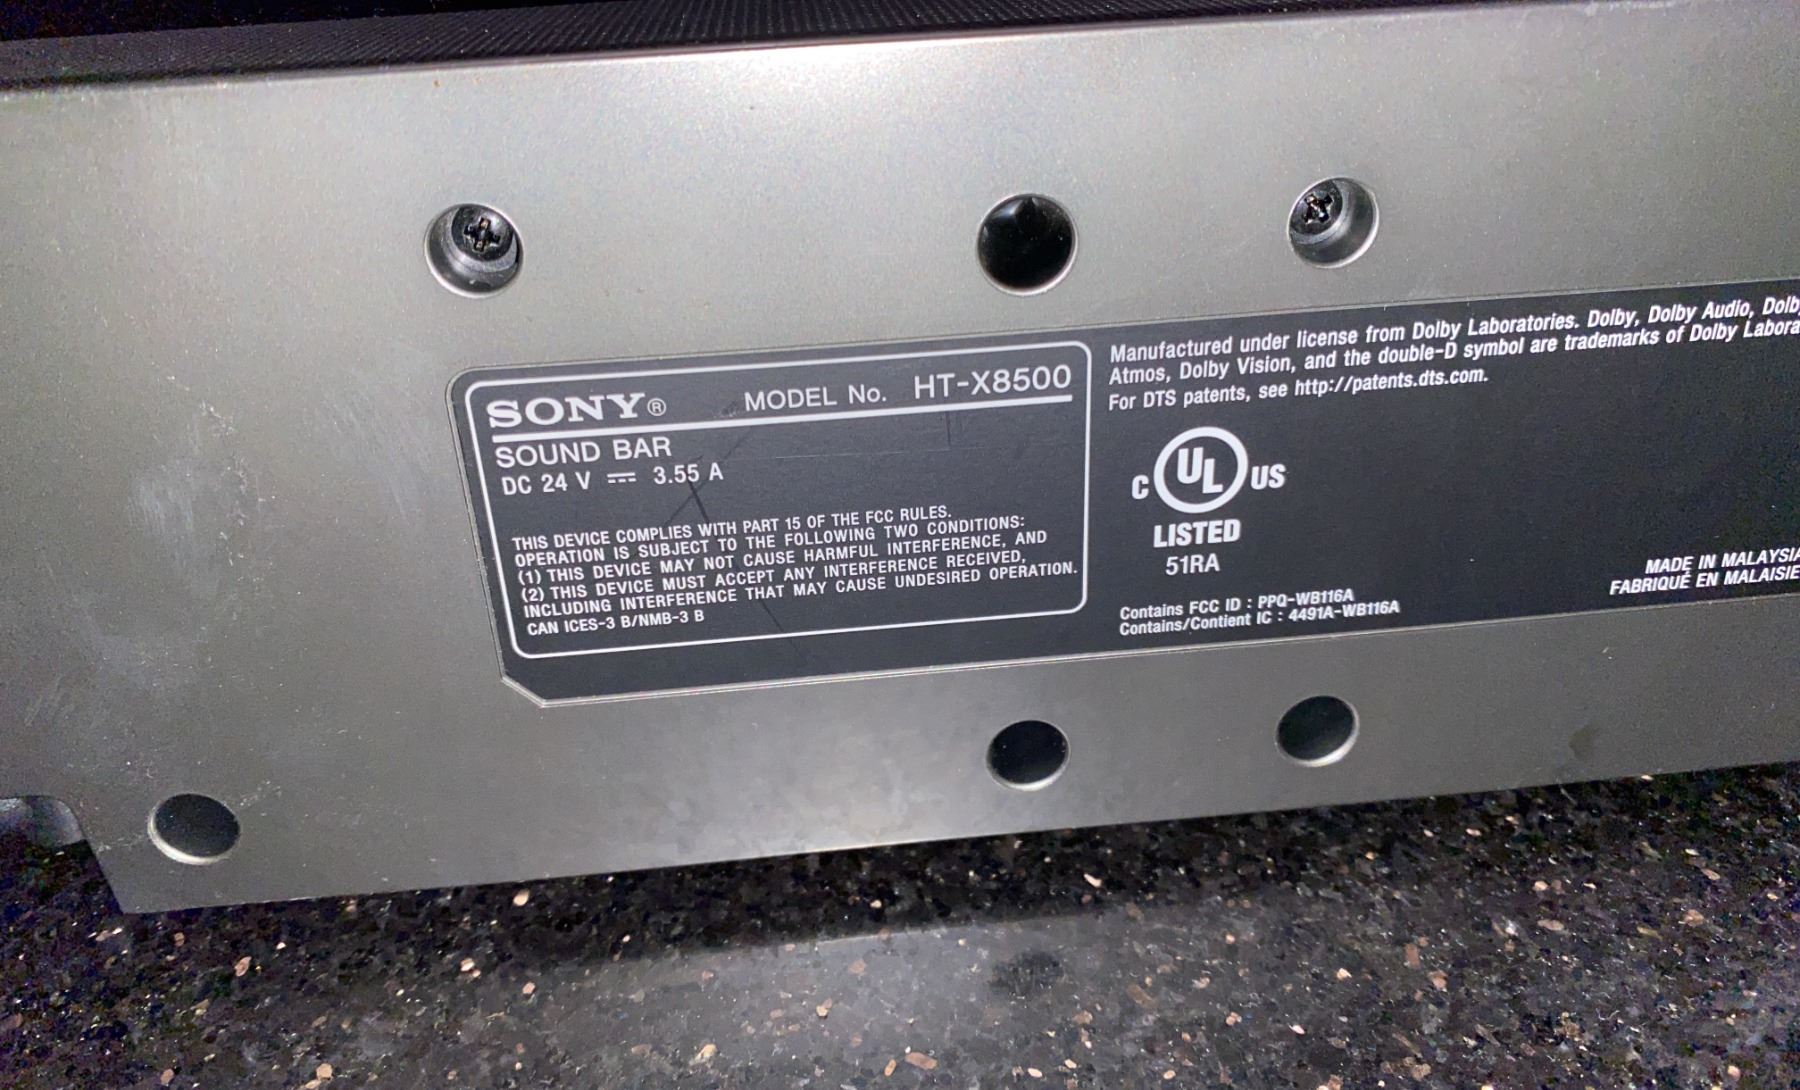 SONY® MODEL No. HT-X8500
SOUND BAR
DC 24 V ⎓ 3.55 A
THIS DEVICE COMPLIES WITH PART 15 OF THE FCC RULES.
OPERATION IS SUBJECT TO THE FOLLOWING TWO CONDITIONS:
(1) THIS DEVICE MAY NOT CAUSE HARMFUL INTERFERENCE, AND
(2) THIS DEVICE MUST ACCEPT ANY INTERFERENCE RECEIVED,
INCLUDING INTERFERENCE THAT MAY CAUSE UNDESIRED OPERATION.
CAN ICES-3 B/NMB-3 B
Manufactured under license from Dolby Laboratories. Dolby, Dolby Audio, Dolb
Atmos, Dolby Vision, and the double-D symbol are trademarks of Dolby Labora
For DTS patents, see http://patents.dts.com.
C UL US
LISTED
51RA
Contains FCC ID : PPQ-WB116A
Contains/Contient IC : 4491A-WB116A
MADE IN MALAYSIA
FABRIQUÉ EN MALAISIE